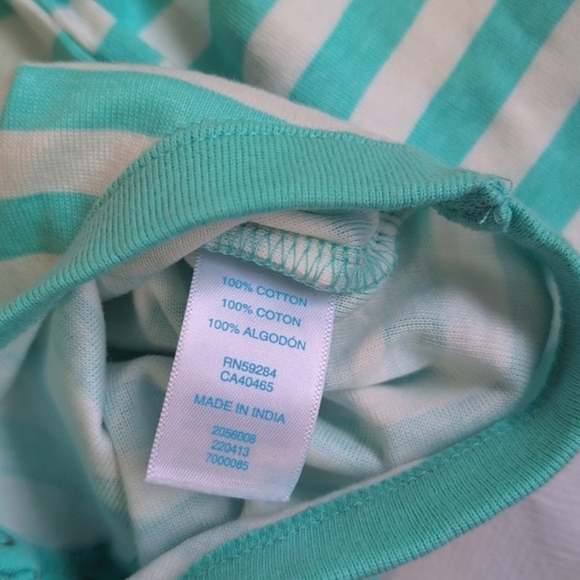 100% COTTON
100% COTON
100% ALGODÓN
RN59284
CA40465
MADE IN INDIA
2056008
220413
7000085